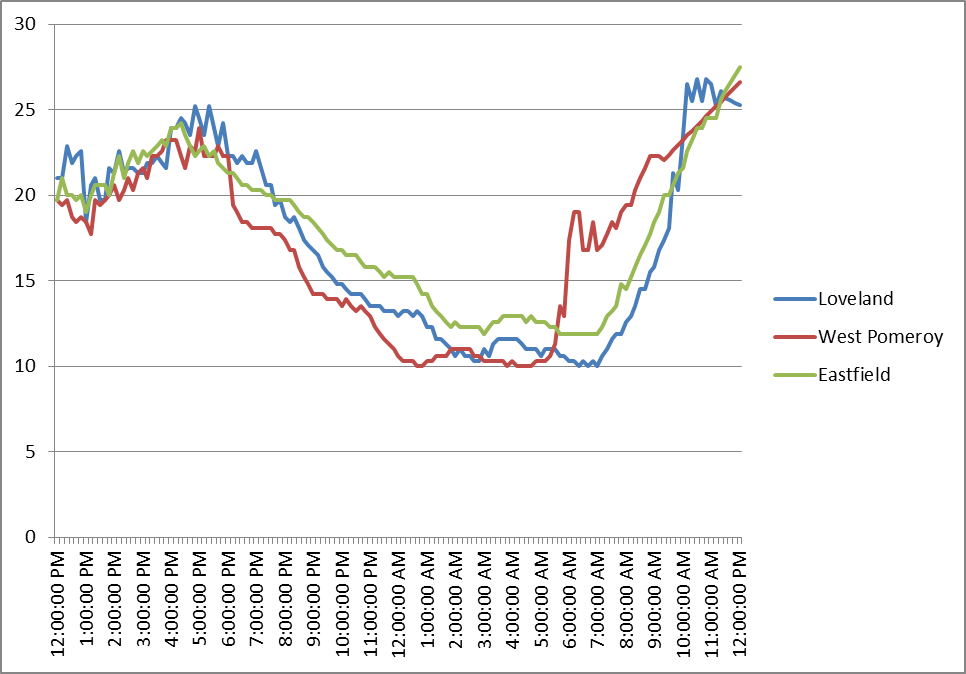 30
25
20
15
10
5
0
12:00:00 PM
1:00:00 PM
2:00:00 PM
3:00:00 PM
4:00:00 PM
5:00:00 PM
6:00:00 PM
7:00:00 PM
8:00:00 PM
9:00:00 PM
10:00:00 PM
11:00:00 PM
12:00:00 AM
1:00:00 AM
2:00:00 AM
3:00:00 AM
4:00:00 AM
5:00:00 AM
6:00:00 AM
7:00:00 AM
8:00:00 AM
9:00:00 AM
10:00:00 AM
11:00:00 AM
12:00:00 PM
Loveland
West Pomeroy
Eastfield